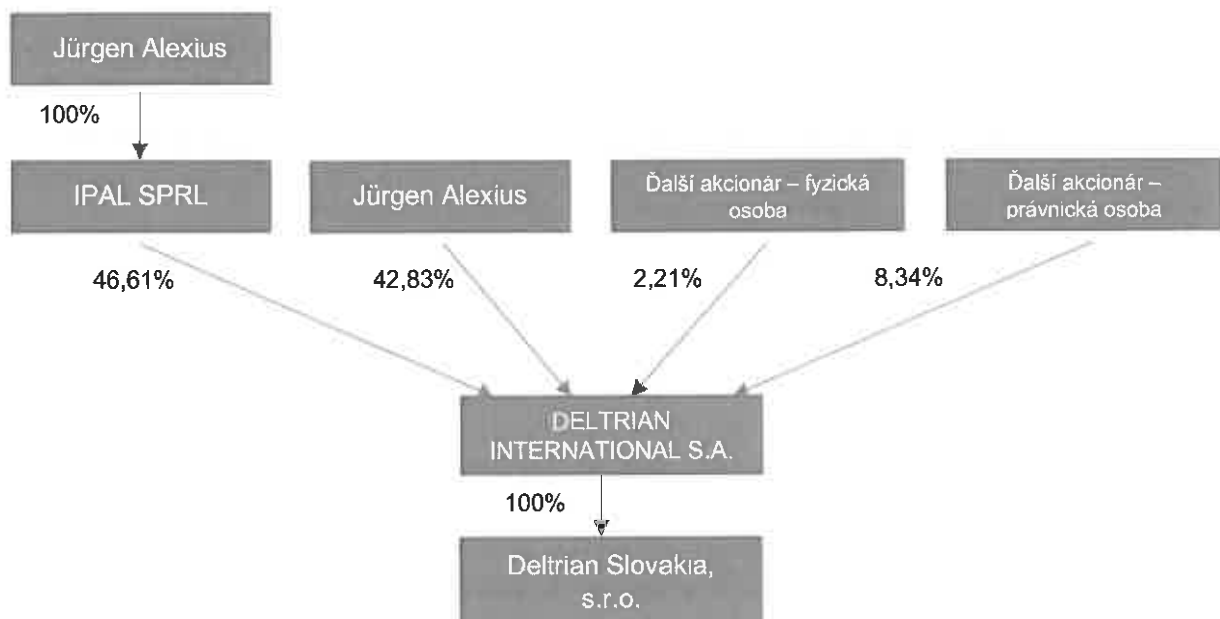 Jürgen Alexius
100%
IPAL SPRL
Jürgen Alexius
Ďalší akcionár – fyzická
osoba
Ďalší akcionár –
právnická osoba
46,61%
42,83%
2,21%
8,34%
DELTRIAN
INTERNATIONAL S.A.
100%
Deltrian Slovakia,
s.r.o.